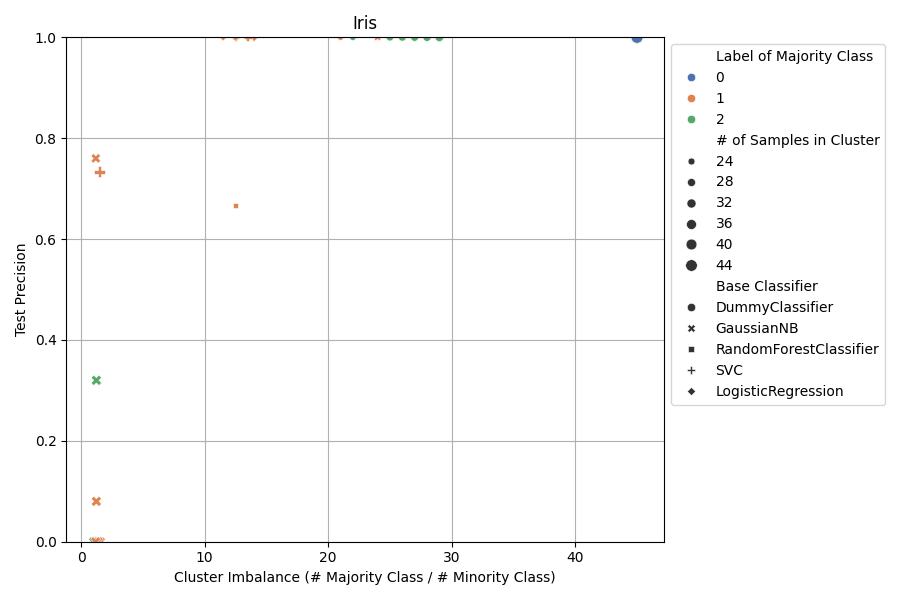 Iris
1.0
0.8
0.6
0.4
0.2
0.0
Test Precision
0
10
20
30
40
Cluster Imbalance (# Majority Class / # Minority Class)
Label of Majority Class
0
1
2
# of Samples in Cluster
24
28
32
36
40
44
Base Classifier
DummyClassifier
GaussianNB
RandomForestClassifier
SVC
LogisticRegression